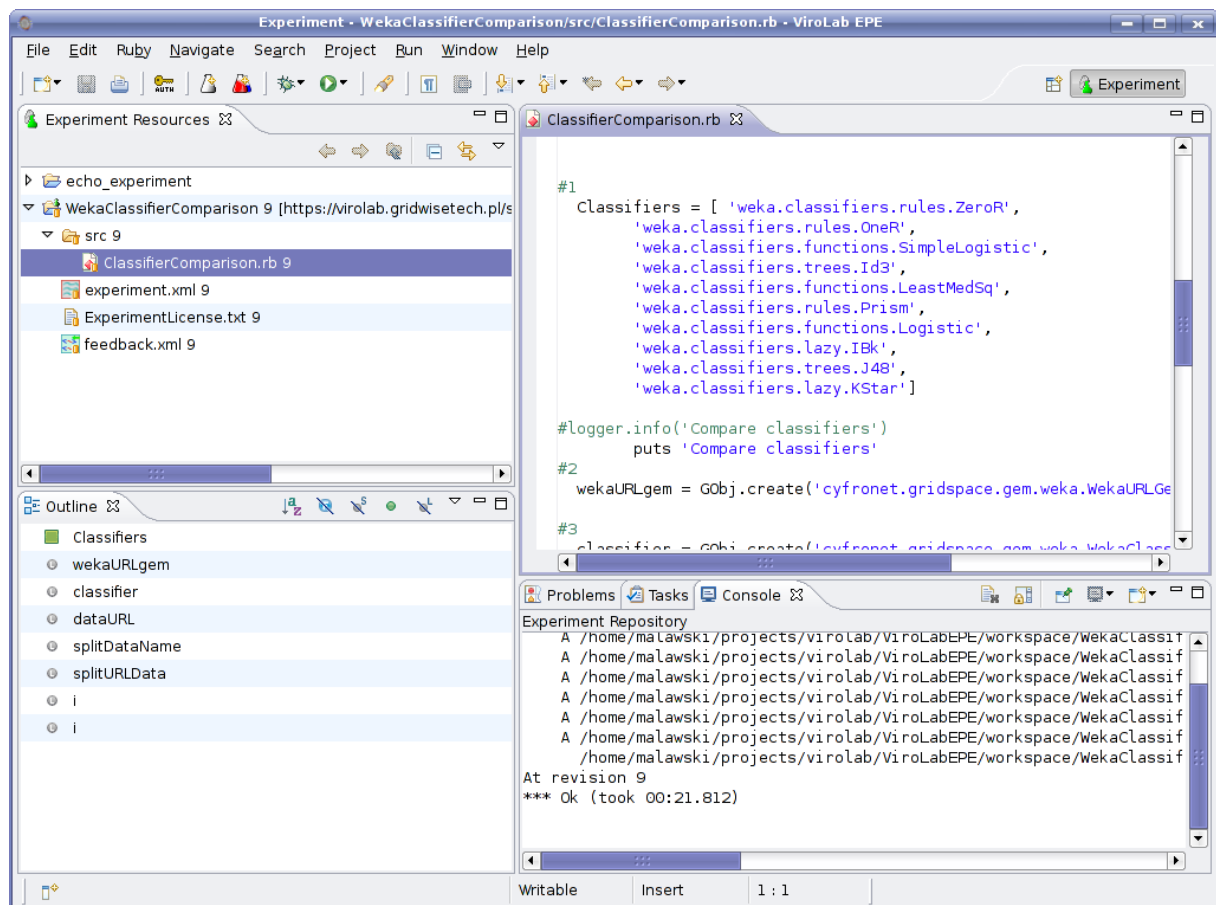 Experiment - WekaClassifierComparison/src/ClassifierComparison.rb - ViroLab EPE
File Edit Ruby Navigate Search Project Run Window Help
AUTH
Experiment
Experiment Resources
echo_experiment
WekaClassifierComparison 9 [https://virolab.gridwisetech.pl/s
src 9
ClassifierComparison.rb 9
experiment.xml 9
ExperimentLicense.txt 9
feedback.xml 9
Outline
Classifiers
wekaURLgem
classifier
dataURL
splitDataName
splitURLData
i
i
ClassifierComparison.rb
#1
Classifiers = [ 'weka.classifiers.rules.ZeroR',
'weka.classifiers.rules.OneR',
'weka.classifiers.functions.SimpleLogistic',
'weka.classifiers.trees.Id3',
'weka.classifiers.functions.LeastMedSq',
'weka.classifiers.rules.Prism',
'weka.classifiers.functions.Logistic',
'weka.classifiers.lazy.IBk',
'weka.classifiers.trees.J48',
'weka.classifiers.lazy.KStar']
#logger.info('Compare classifiers')
puts 'Compare classifiers'
#2
wekaURLgem = GObj.create('cyfronet.gridspace.gem.weka.WekaURLGe
#3
classifier = GObj.create('cyfronet.gridspace.gem.weka.WekaClass
Problems Tasks Console
Experiment Repository
A /home/malawski/projects/virolab/ViroLabEPE/workspace/WekaClassif
A /home/malawski/projects/virolab/ViroLabEPE/workspace/WekaClassif
A /home/malawski/projects/virolab/ViroLabEPE/workspace/WekaClassif
A /home/malawski/projects/virolab/ViroLabEPE/workspace/WekaClassif
A /home/malawski/projects/virolab/ViroLabEPE/workspace/WekaClassif
A /home/malawski/projects/virolab/ViroLabEPE/workspace/WekaClassif
/home/malawski/projects/virolab/ViroLabEPE/workspace/WekaClassif
At revision 9
*** Ok (took 00:21.812)
Writable Insert 1 : 1